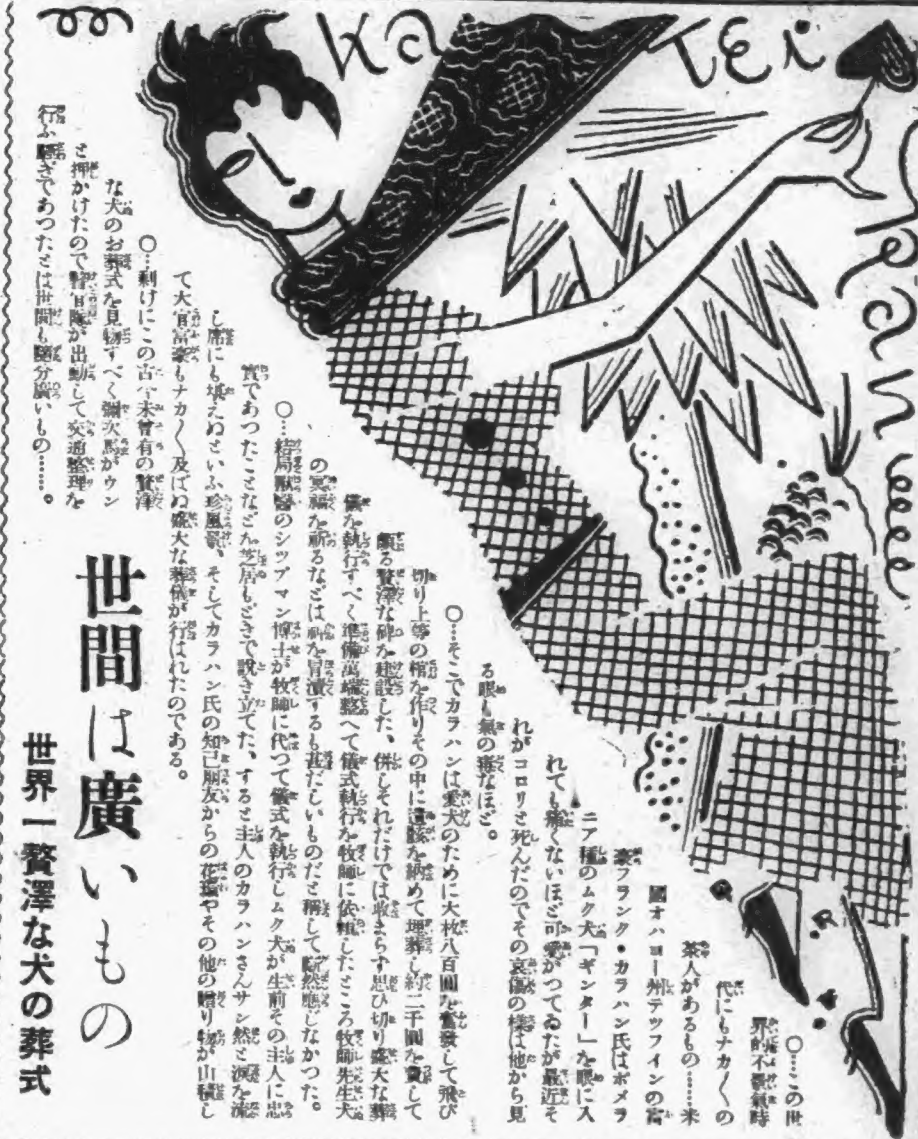 Katei
Pan
世間は廣いもの
世界一贅澤な犬の葬式
〇…この世
界的不景氣時
代にもナカ〳〵の
茶人があるもの……米
國オハヨー州テツフインの富
豪フランク・カラハン氏はポメラ
ニア種のムク犬「ギンター」を眼に入
れても痛くないほど可愛がつてゐたが最近そ
れがコロリと死んだのでその哀傷の様は他から見
る眼も氣の毒なほど。
〇…そこでカラハンは愛犬のために大枚八百圓を奮發して飛び
切り上等の棺を作りその中に遺骸を納めて埋葬し約二千圓を費して
贅澤な碑を建設した、併しそれだけでは收まらず思ひ切り盛大な葬
儀を執行すべく準備萬端整へて儀式執行を牧師に依頼したところ牧師先生犬
の冥福を祈るなどは神を冒瀆するも甚だしいものだと稱して斷然應じなかつた。
〇…結局獸醫のシツプマン博士が牧師に代つて儀式を執行しムク犬が生前その主人に忠
實であつたことなどを芝居もどきで說き立てた、すると主人のカラハンさんサン然と淚を流
し席にも堪えぬといふ珍風景、そしてカラハン氏の知己朋友からの花環やその他の贈り物が山積し
て大官富豪もナカ〳〵及ばぬ盛大な葬儀が行はれたのである。
〇…剩けにこの古今未曾有の贅澤
な犬のお葬式を見物すべく彌次馬がウン
と押かけたので警官隊が出動して交通整理を
行ふ騷ぎであつたとは世間も隨分廣いもの……。